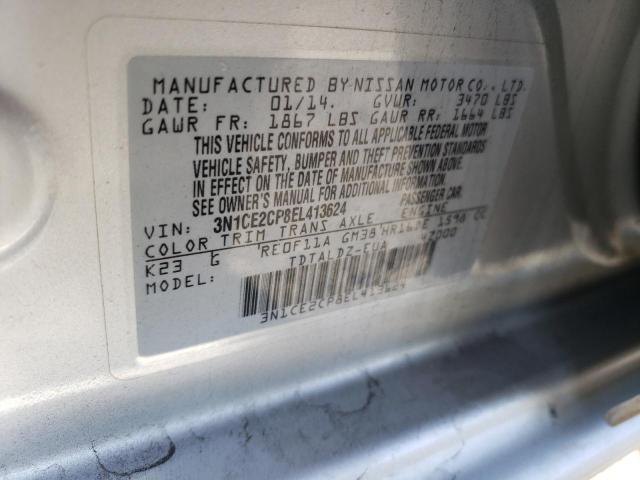 MANUFACTURED BY·NISSAN MOTOR CO., LTD.
DATE: 01/14. GVWR: 3470 LBS
GAWR FR: 1867 LBS GAWR RR: 1664 LBS
THIS VEHICLE CONFORMS TO ALL APPLICABLE FEDERAL MOTOR
VEHICLE SAFETY, BUMPER AND THEFT PREVENTION STANDARDS
IN EFFECT ON THE DATE OF MANUFACTURE SHOWN ABOVE.
SEE OWNER'S MANUAL AND INFORMATION
VIN: 3N1CE2CP8EL413624 PASSENGER CAR.
COLOR TRIM TRANS AXLE ENGINE
K23 G RE0F11A GM38 HR16DE 1598 CC
MODEL: TDTALDZ-EUA
3N1CE2CP8EL413624